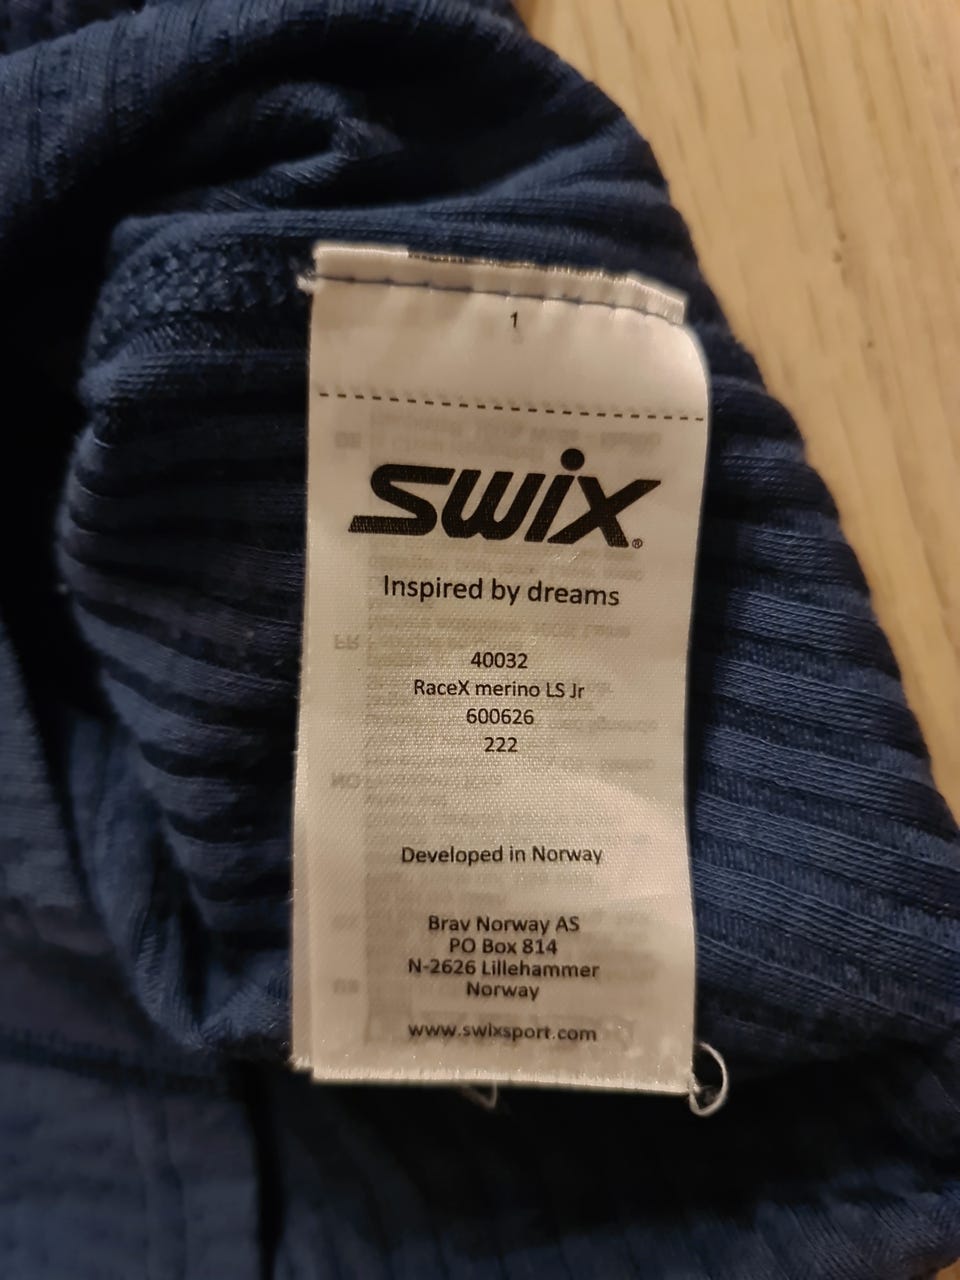 1
swix®
Inspired by dreams
40032
RaceX merino LS Jr
600626
222
Developed in Norway
Brav Norway AS
PO Box 814
N-2626 Lillehammer
Norway
www.swixsport.com